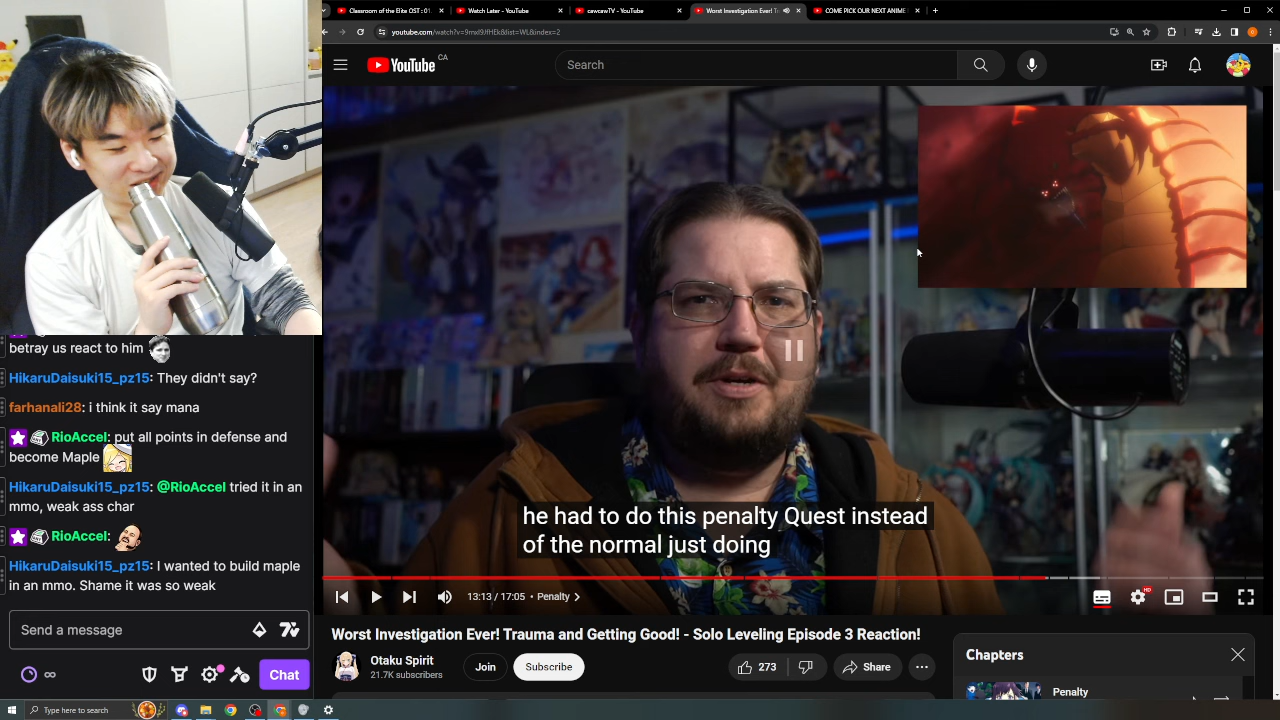 Classroom of the Elite OST : 01.
Watch Later - YouTube
cawcawTV - YouTube
Worst Investigation Ever! Tr
COME PICK OUR NEXT ANIME
youtube.com/watch?v=9mxl9JfHEk&list=WL&index=2
YouTube CA
Search
he had to do this penalty Quest instead
of the normal just doing
13:13 / 17:05 • Penalty
HD
Worst Investigation Ever! Trauma and Getting Good! - Solo Leveling Episode 3 Reaction!
Otaku Spirit
21.7K subscribers
Join
Subscribe
273
Share
Chapters
Penalty
betray us react to him
HikaruDaisuki15_pz15: They didn't say?
farhanali28: i think it say mana
RioAccel: put all points in defense and
become Maple
HikaruDaisuki15_pz15: @RioAccel tried it in an
mmo, weak ass char
RioAccel:
HikaruDaisuki15_pz15: I wanted to build maple
in an mmo. Shame it was so weak
Send a message
Chat
Type here to search